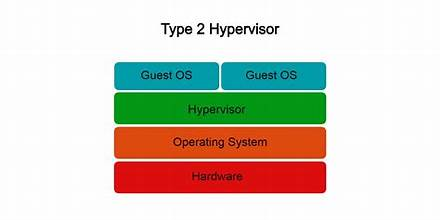 Type 2 Hypervisor
Guest OS Guest OS
Hypervisor
Operating System
Hardware